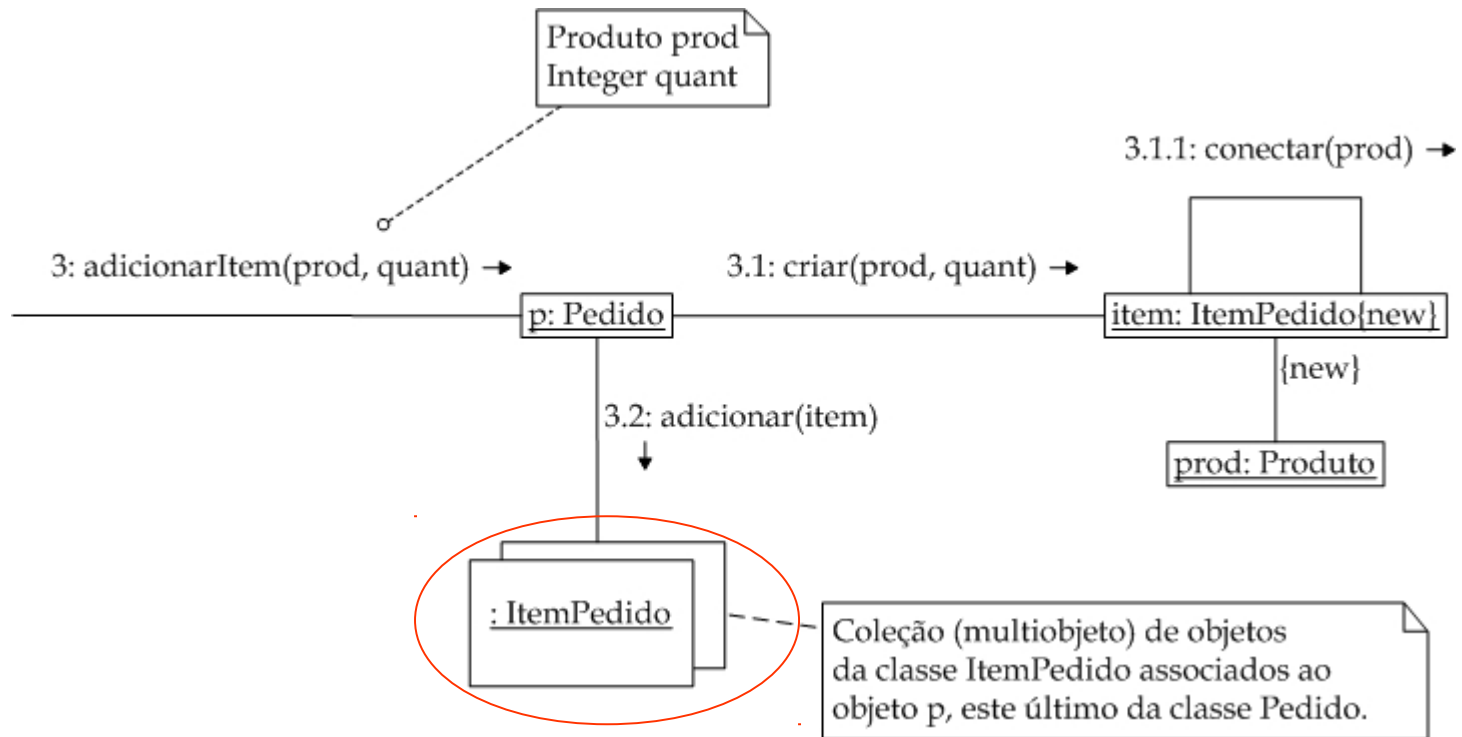 Produto prod
Integer quant
3.1.1: conectar(prod)
3: adicionarItem(prod, quant)
3.1: criar(prod, quant)
p: Pedido
item: ItemPedido{new}
{new}
3.2: adicionar(item)
prod: Produto
: ItemPedido
Coleção (multiobjeto) de objetos
da classe ItemPedido associados ao
objeto p, este último da classe Pedido.